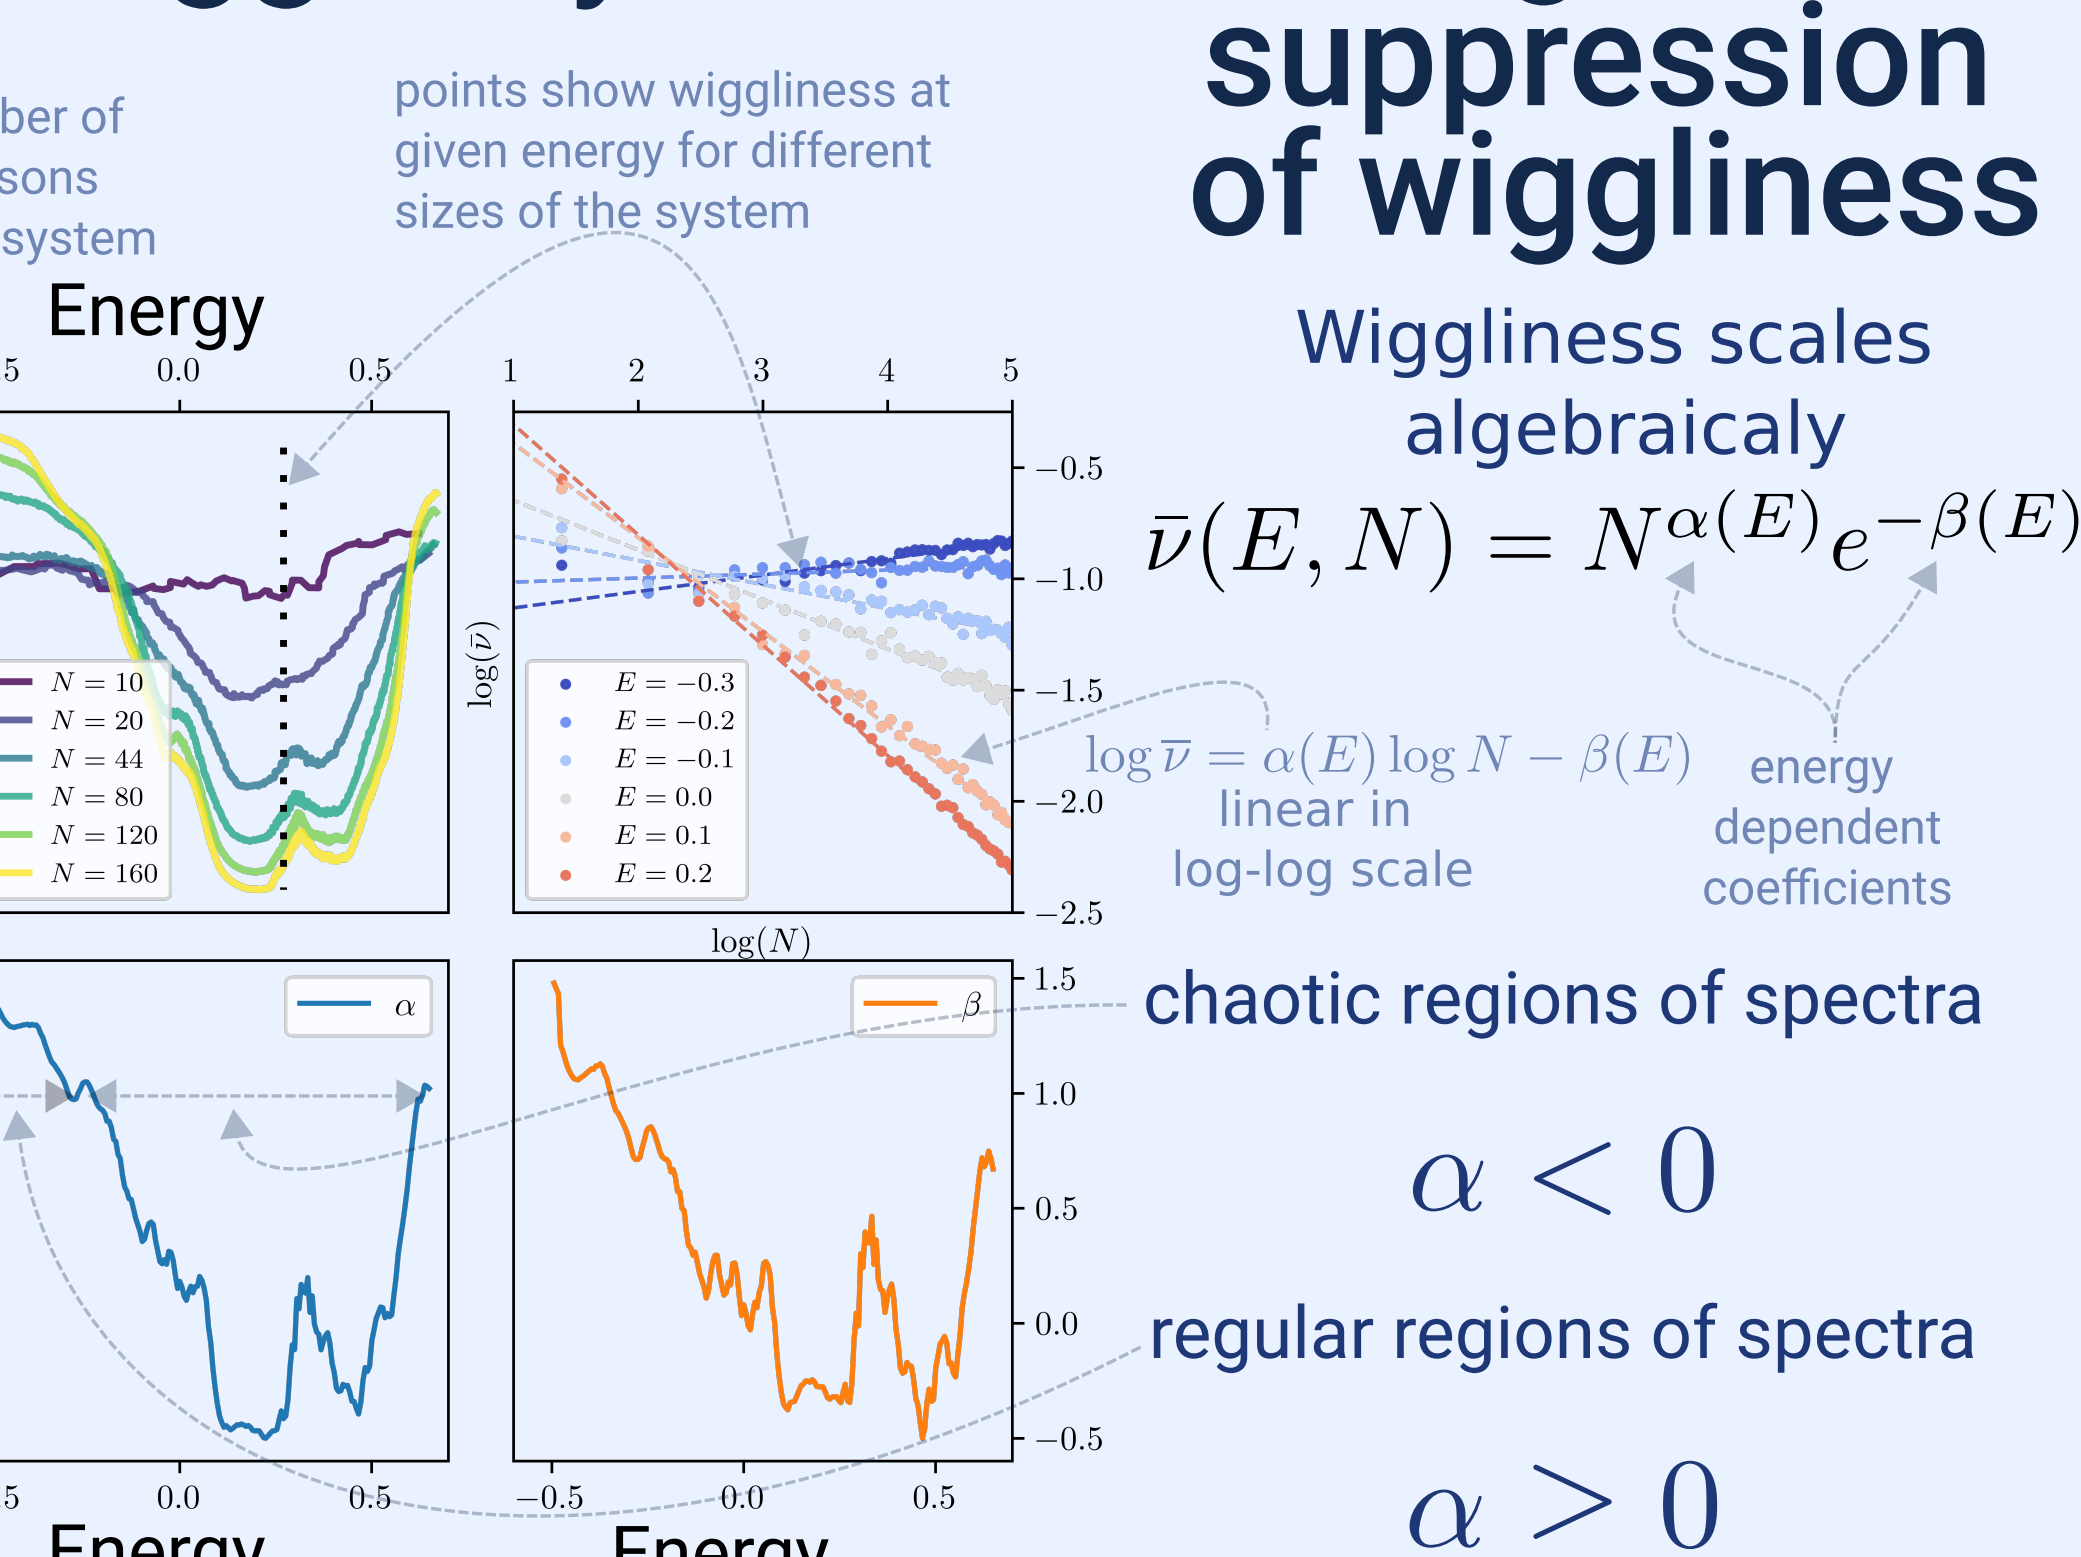 suppression
of wiggliness
ber of
sons
system
points show wiggliness at
given energy for different
sizes of the system
Wiggliness scales
algebraicaly
ν̄(E, N) = N^{α(E)} e^{−β(E)}
Energy
.5 0.0 0.5
N = 10
N = 20
N = 44
N = 80
N = 120
N = 160
1 2 3 4 5
−0.5
−1.0
−1.5
−2.0
−2.5
log(ν̄)
E = −0.3
E = −0.2
E = −0.1
E = 0.0
E = 0.1
E = 0.2
log(N)
log ν̄ = α(E) log N − β(E)
linear in
log-log scale
energy
dependent
coefficients
α
.5 0.0 0.5
Energy
β
1.5
1.0
0.5
0.0
−0.5
−0.5 0.0 0.5
Energy
chaotic regions of spectra
α < 0
regular regions of spectra
α > 0